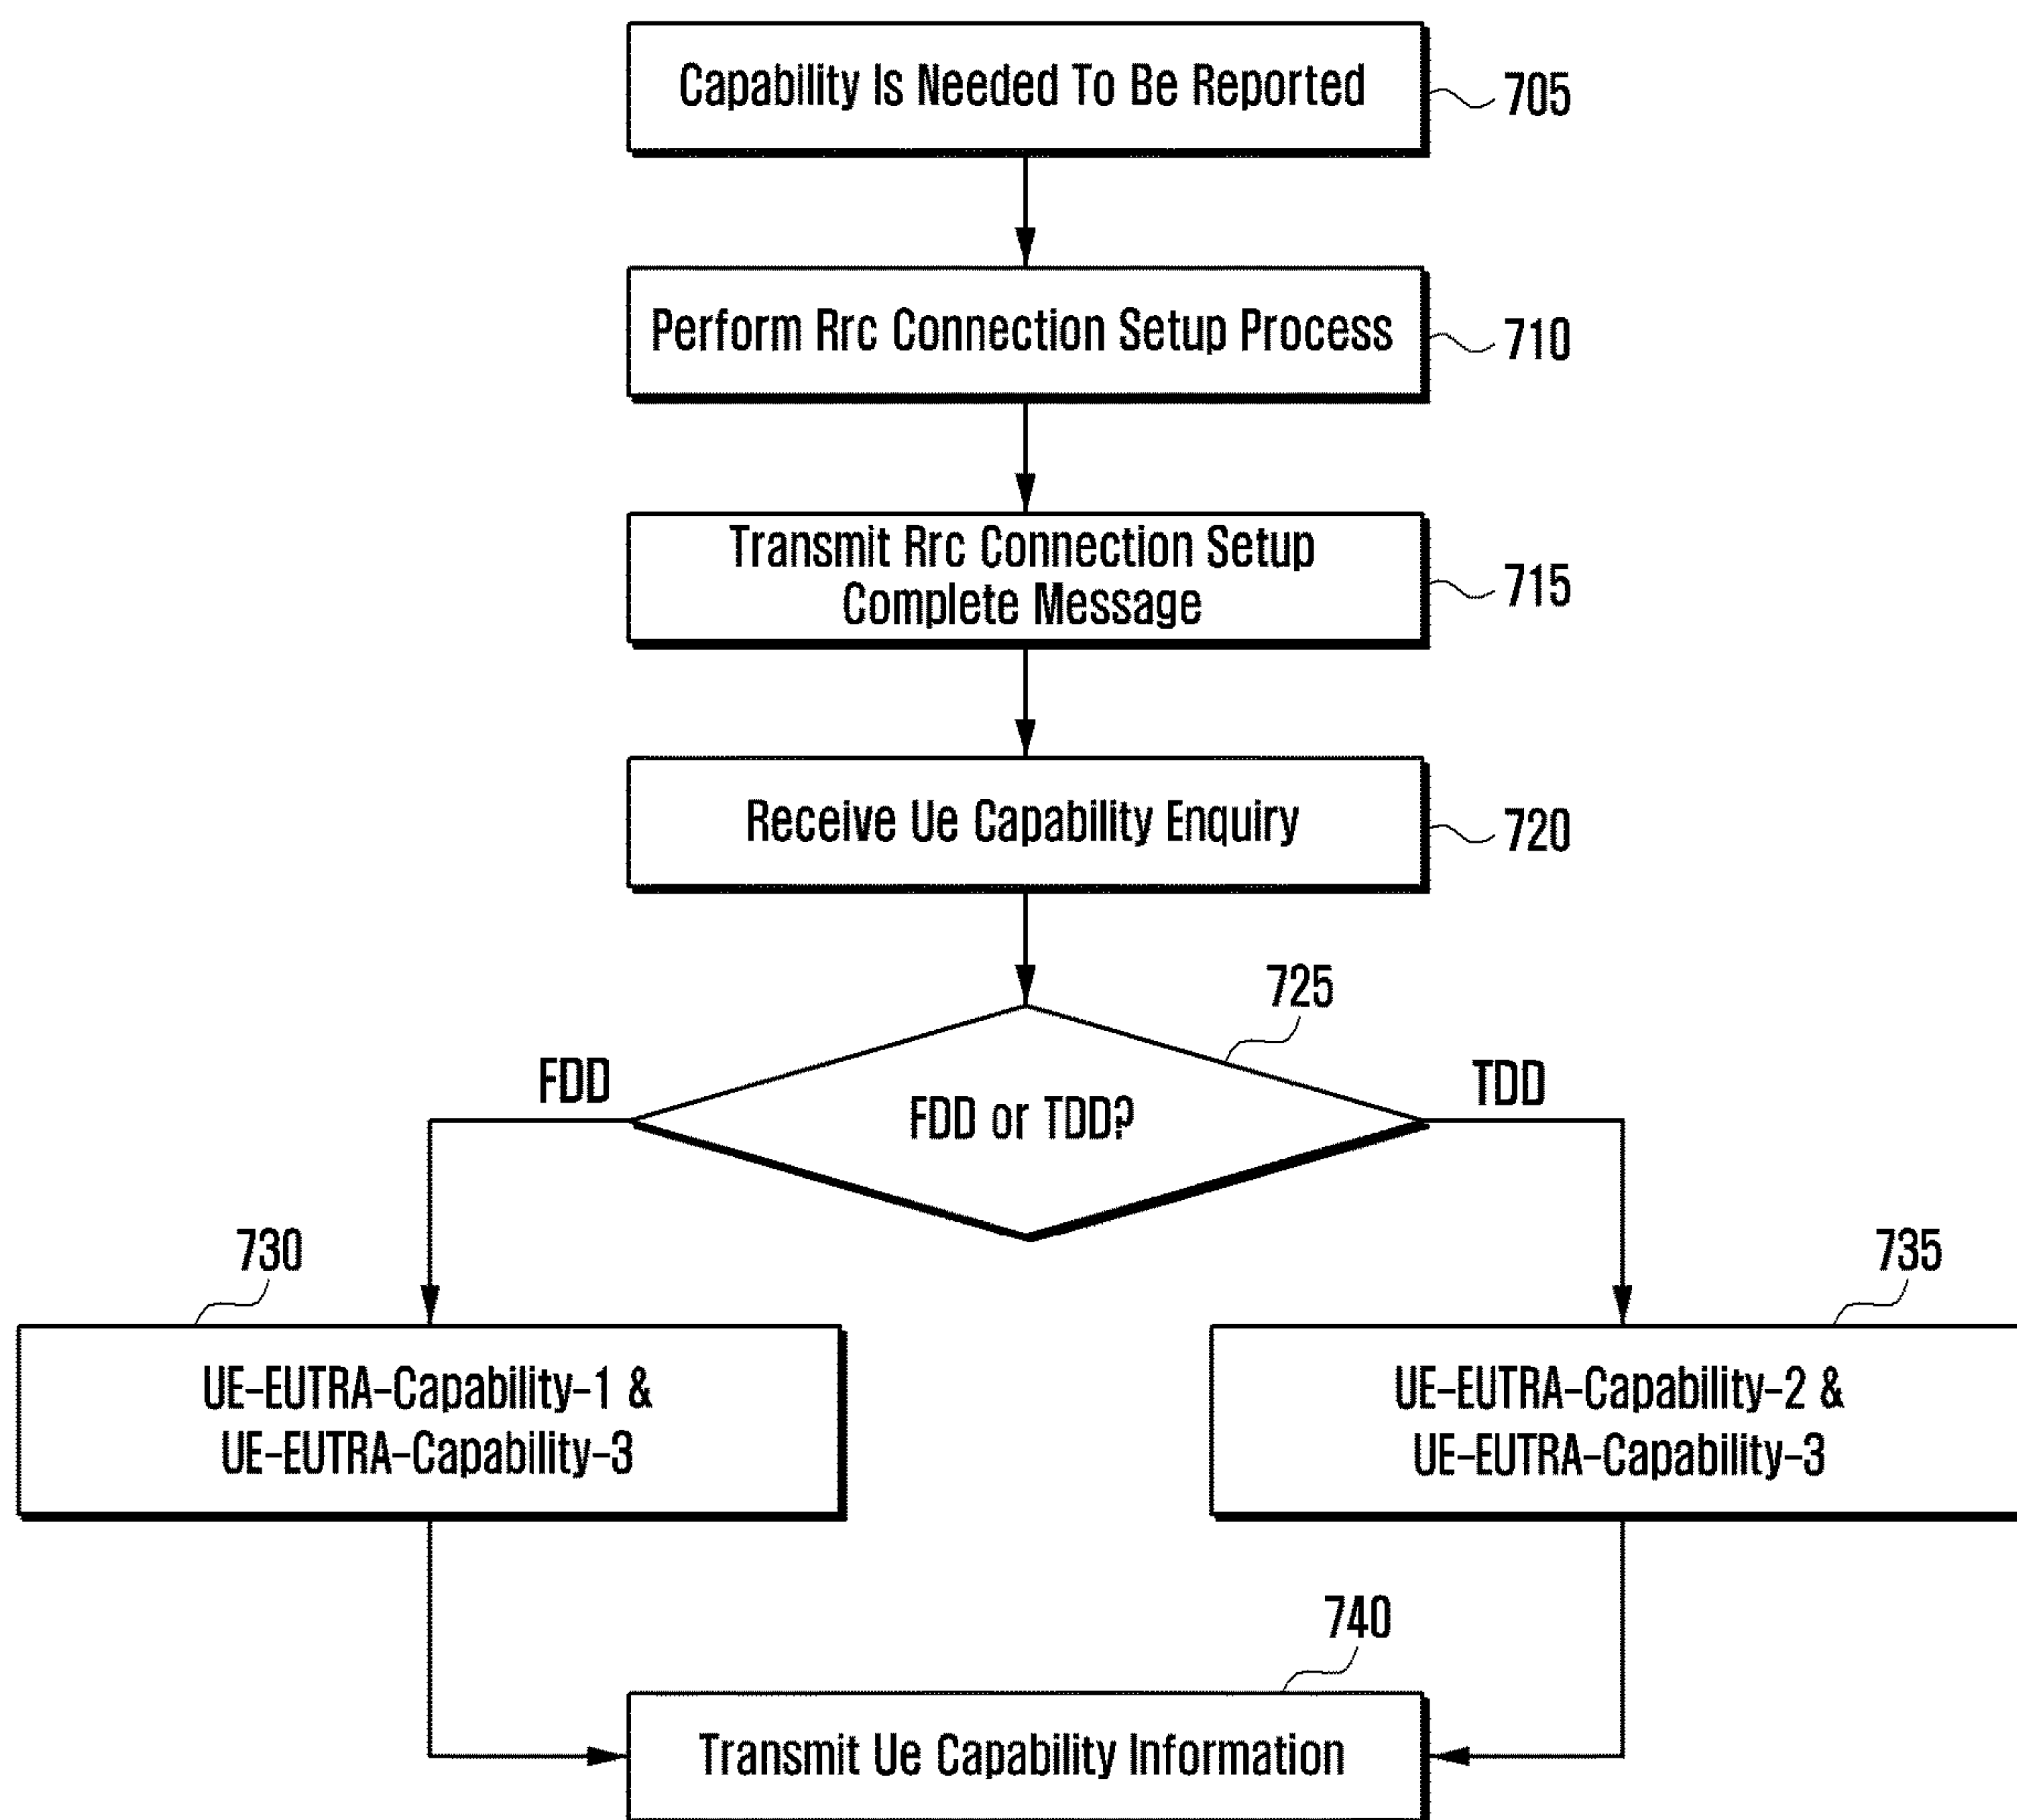 Capability Is Needed To Be Reported
705
Perform Rrc Connection Setup Process
710
Transmit Rrc Connection Setup
Complete Message
715
Receive Ue Capability Enquiry
720
725
FDD
FDD or TDD?
TDD
730
735
UE-EUTRA-Capability-1 &
UE-EUTRA-Capability-3
UE-EUTRA-Capability-2 &
UE-EUTRA-Capability-3
740
Transmit Ue Capability Information